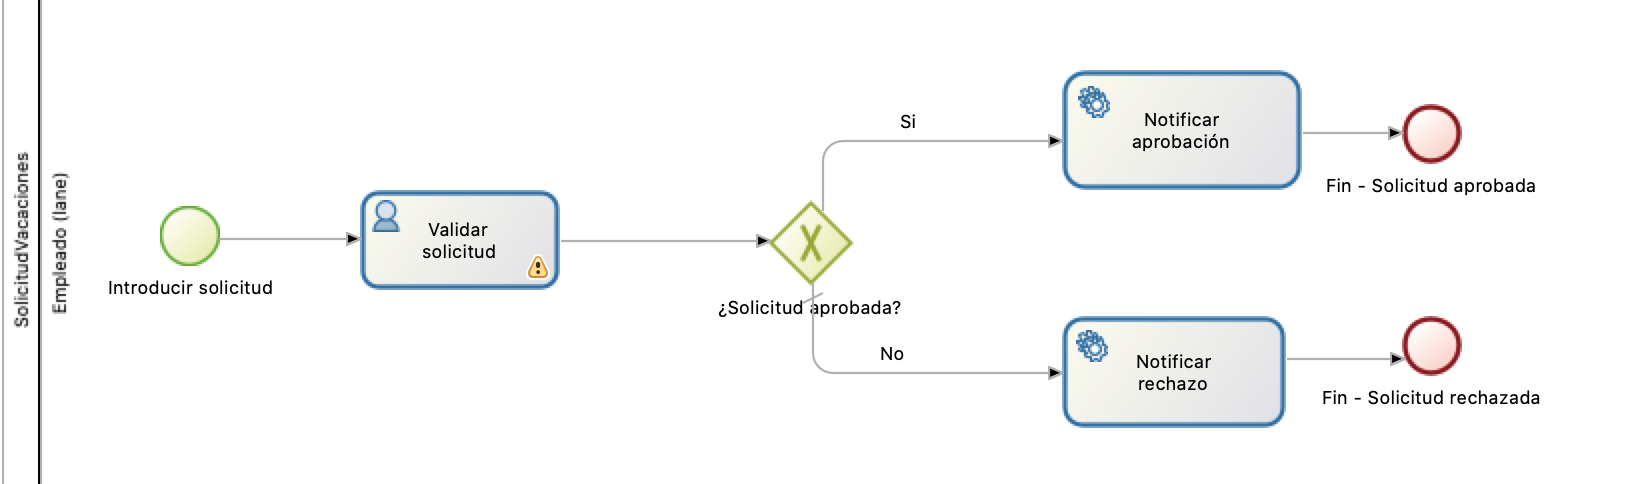 SolicitudVacaciones
Empleado (lane)
Introducir solicitud
Validar
solicitud
¿Solicitud aprobada?
Si
Notificar
aprobación
Fin - Solicitud aprobada
No
Notificar
rechazo
Fin - Solicitud rechazada